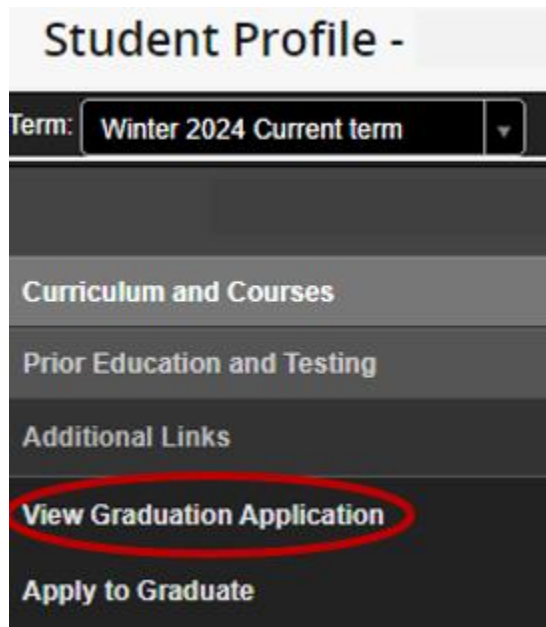 Student Profile -
Term: Winter 2024 Current term
Curriculum and Courses
Prior Education and Testing
Additional Links
View Graduation Application
Apply to Graduate